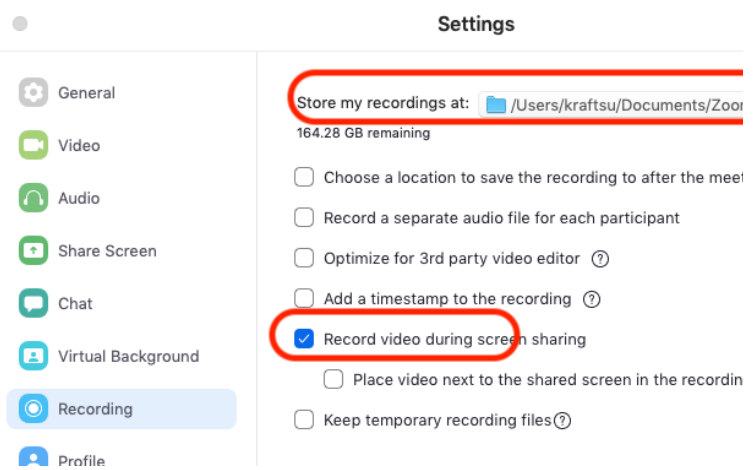 Settings
General
Video
Audio
Share Screen
Chat
Virtual Background
Recording
Profile
Store my recordings at: /Users/kraftsu/Documents/Zoom
164.28 GB remaining
Choose a location to save the recording to after the
Record a separate audio file for each participant
Optimize for 3rd party video editor ?
Add a timestamp to the recording ?
Record video during screen sharing
Place video next to the shared screen in the
Keep temporary recording files ?